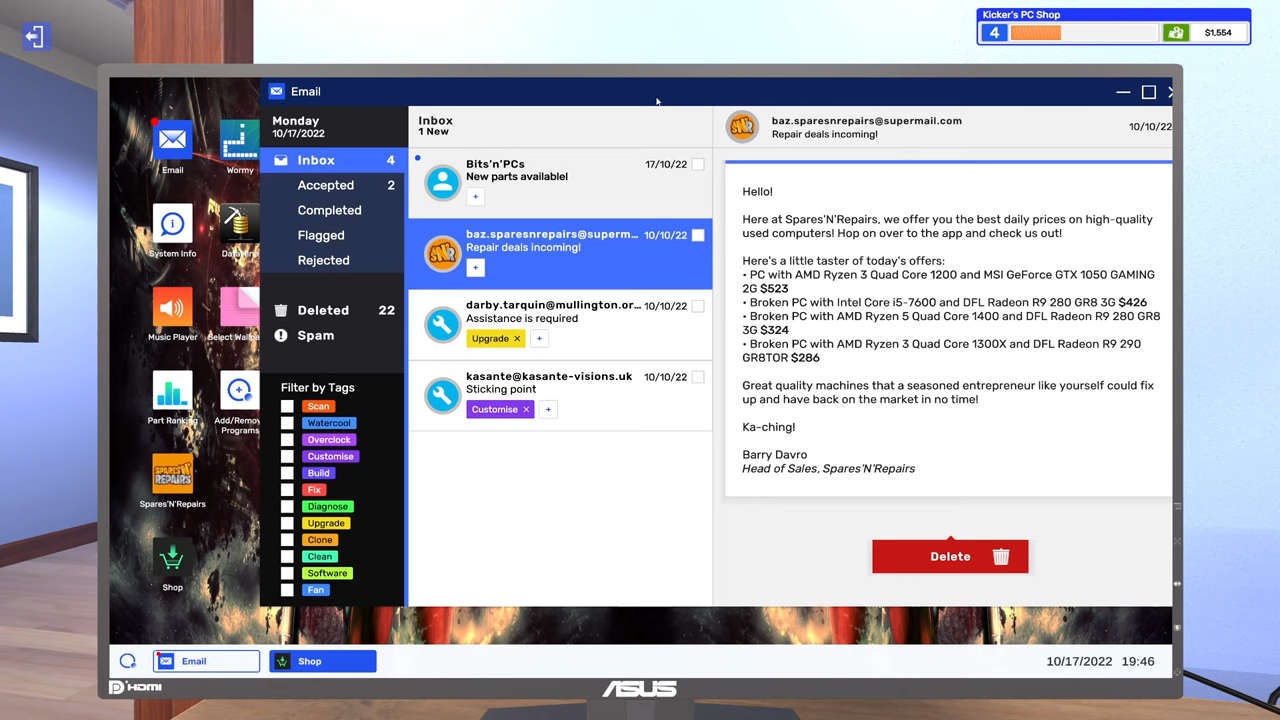 Kicker's PC Shop
4
$1,554
Email
Monday
10/17/2022
Inbox 4
Accepted 2
Completed
Flagged
Rejected
Deleted 22
Spam
Filter by Tags
Scan
Watercool
Overclock
Customise
Build
Fix
Diagnose
Upgrade
Clone
Clean
Software
Fan
Inbox
1 New
Bits'n'PCs 17/10/22
New parts available!
+
baz.sparesnrepairs@superm... 10/10/22
Repair deals incoming!
+
darby.tarquin@mullington.or... 10/10/22
Assistance is required
Upgrade × +
kasante@kasante-visions.uk 10/10/22
Sticking point
Customise × +
baz.sparesnrepairs@supermail.com
Repair deals incoming!
10/10/22
Hello!
Here at Spares'N'Repairs, we offer you the best daily prices on high-quality
used computers! Hop on over to the app and check us out!
Here's a little taster of today's offers:
• PC with AMD Ryzen 3 Quad Core 1200 and MSI GeForce GTX 1050 GAMING
2G $523
• Broken PC with Intel Core i5-7600 and DFL Radeon R9 280 GR8 3G $426
• Broken PC with AMD Ryzen 5 Quad Core 1400 and DFL Radeon R9 280 GR8
3G $324
• Broken PC with AMD Ryzen 3 Quad Core 1300X and DFL Radeon R9 290
GR8TOR $286
Great quality machines that a seasoned entrepreneur like yourself could fix
up and have back on the market in no time!
Ka-ching!
Barry Davro
Head of Sales, Spares'N'Repairs
Delete
Email
Wormy
System Info
Music Player
Part Ranking
Add/Remo
Programs
SPARES'N'
REPAIRS
Spares'N'Repairs
Shop
Email
Shop
10/17/2022 19:46
HDMI
ASUS